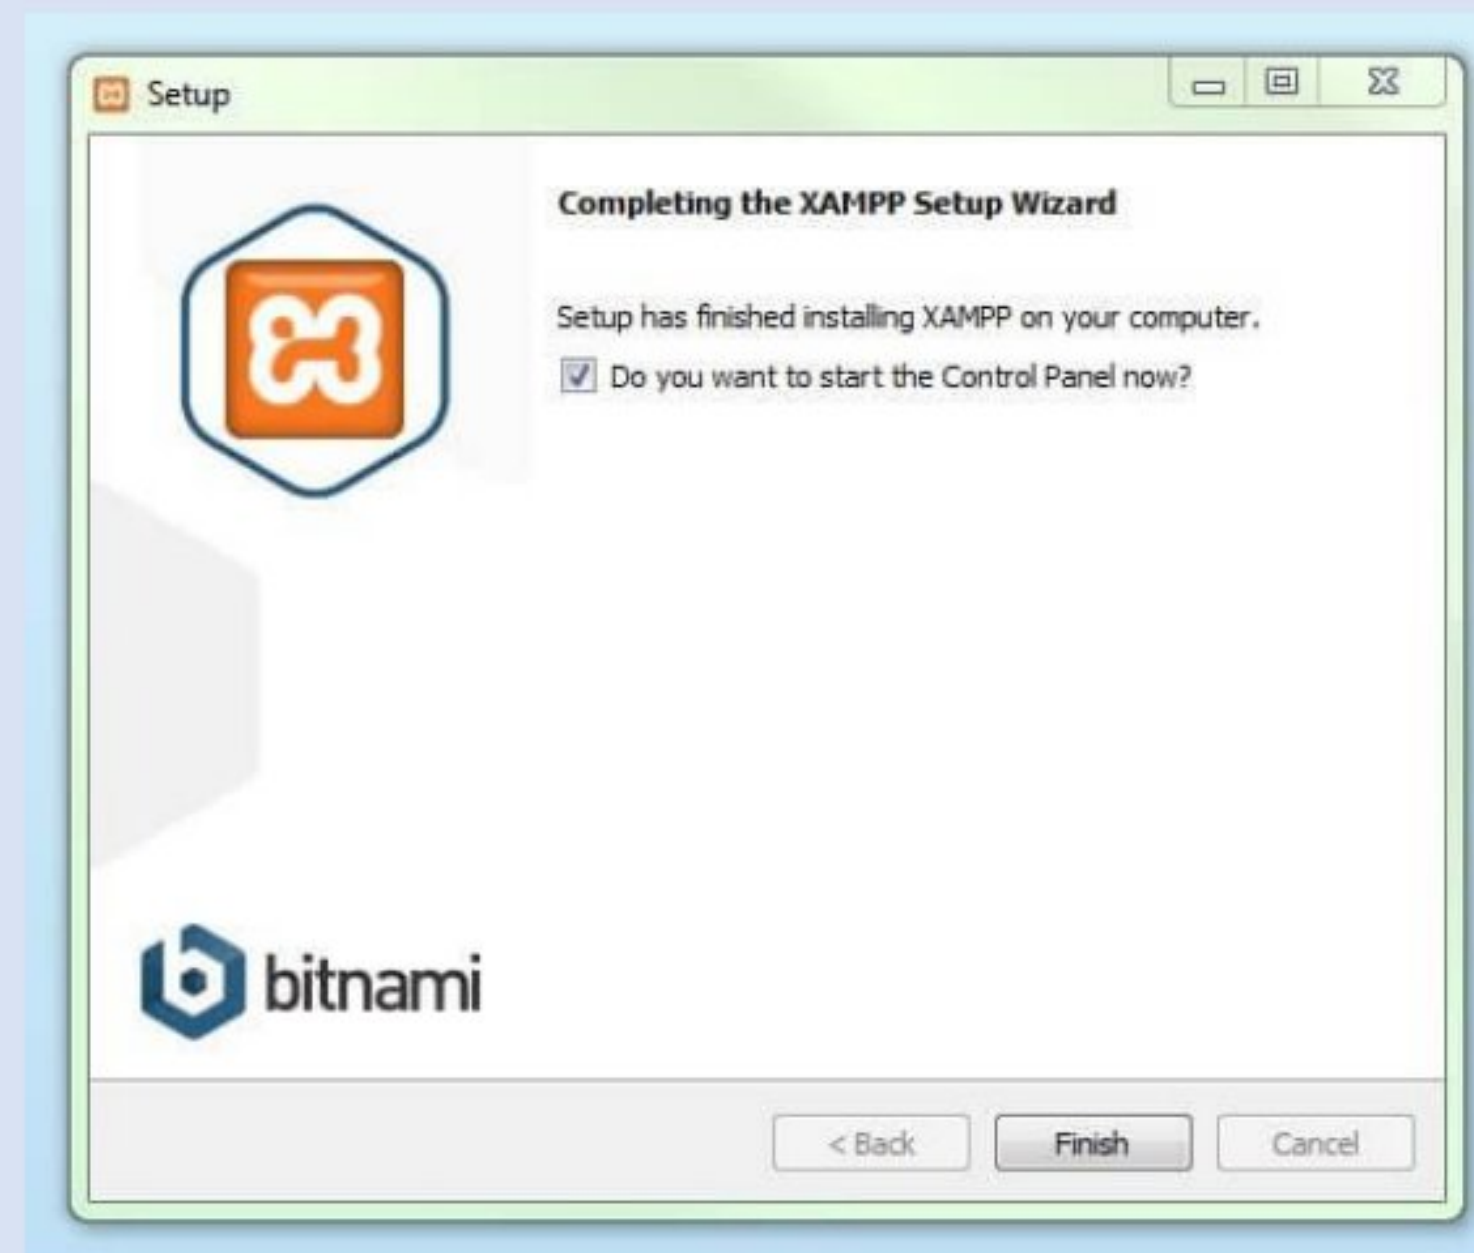 Setup
Completing the XAMPP Setup Wizard
Setup has finished installing XAMPP on your computer.
Do you want to start the Control Panel now?
bitnami
< Back
Finish
Cancel